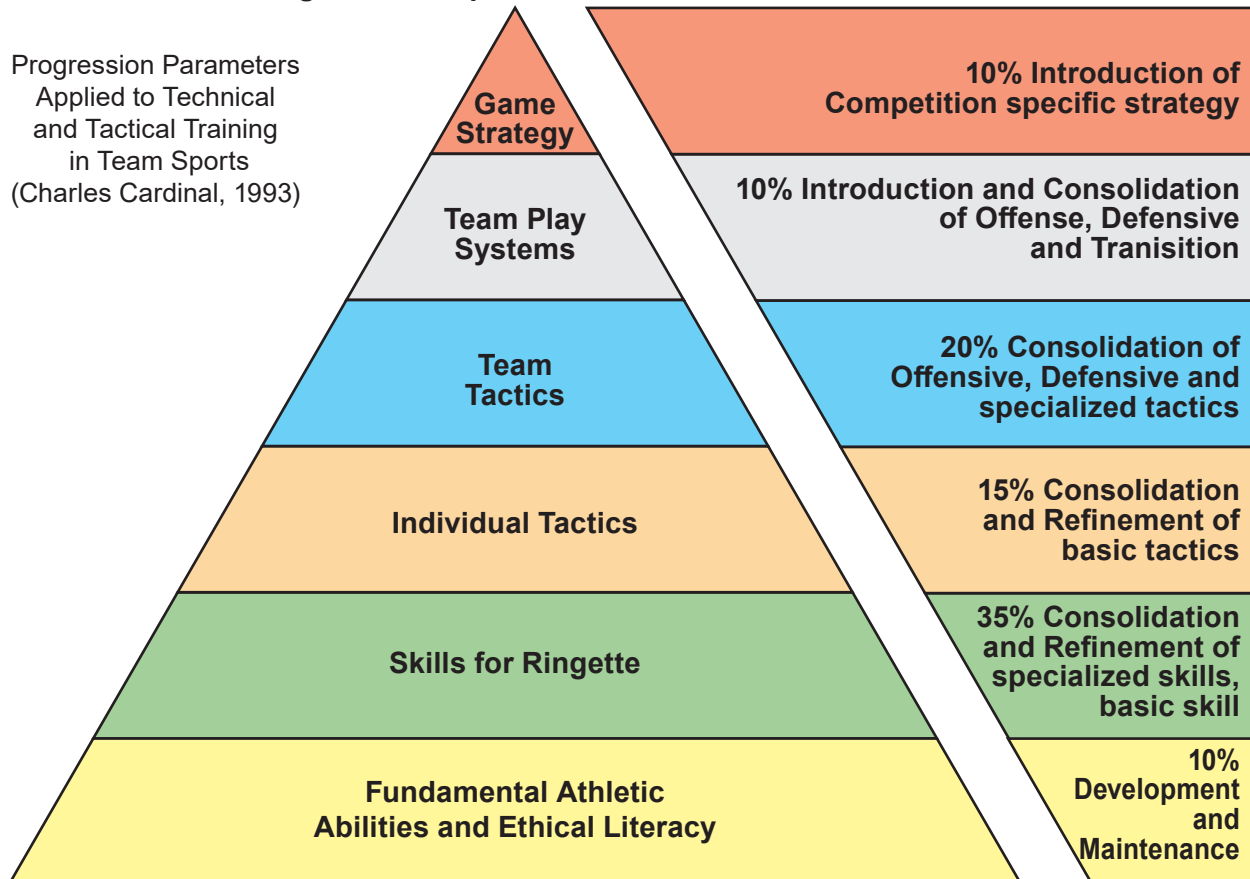 Progression Parameters
Applied to Technical
and Tactical Training
in Team Sports
(Charles Cardinal, 1993)
Game
Strategy
10% Introduction of
Competition specific strategy
Team Play
Systems
10% Introduction and Consolidation
of Offense, Defensive
and Tranisition
Team
Tactics
20% Consolidation of
Offensive, Defensive and
specialized tactics
Individual Tactics
15% Consolidation
and Refinement of
basic tactics
Skills for Ringette
35% Consolidation
and Refinement of
specialized skills,
basic skill
Fundamental Athletic
Abilities and Ethical Literacy
10%
Development
and
Maintenance